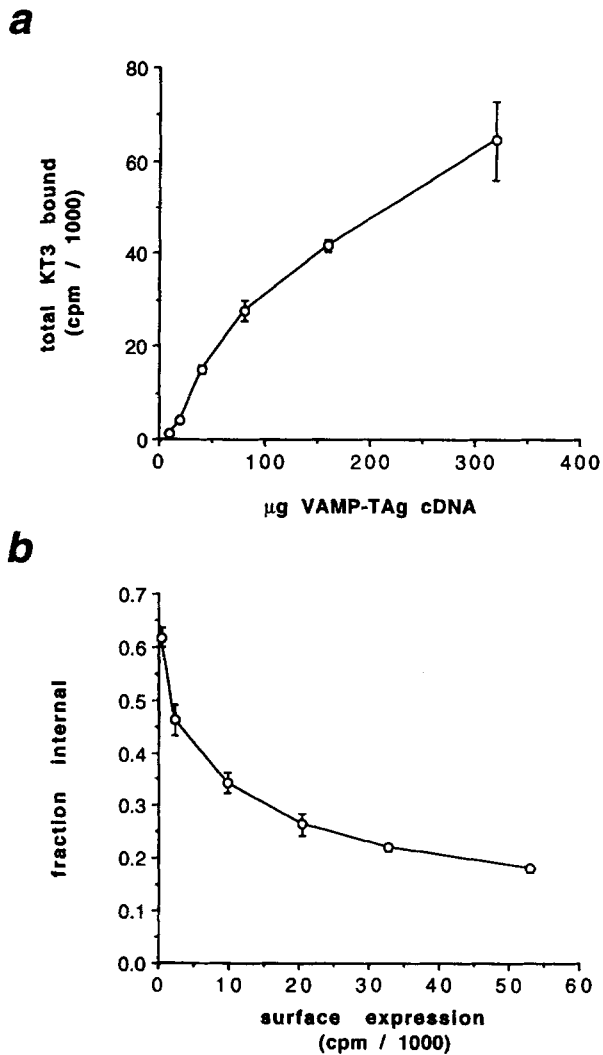 a
80
60
40
20
0
total KT3 bound
(cpm / 1000)
0 100 200 300 400
μg VAMP-TAg cDNA
b
0.7
0.6
0.5
0.4
0.3
0.2
0.1
0.0
fraction internal
0 10 20 30 40 50 60
surface expression
(cpm / 1000)